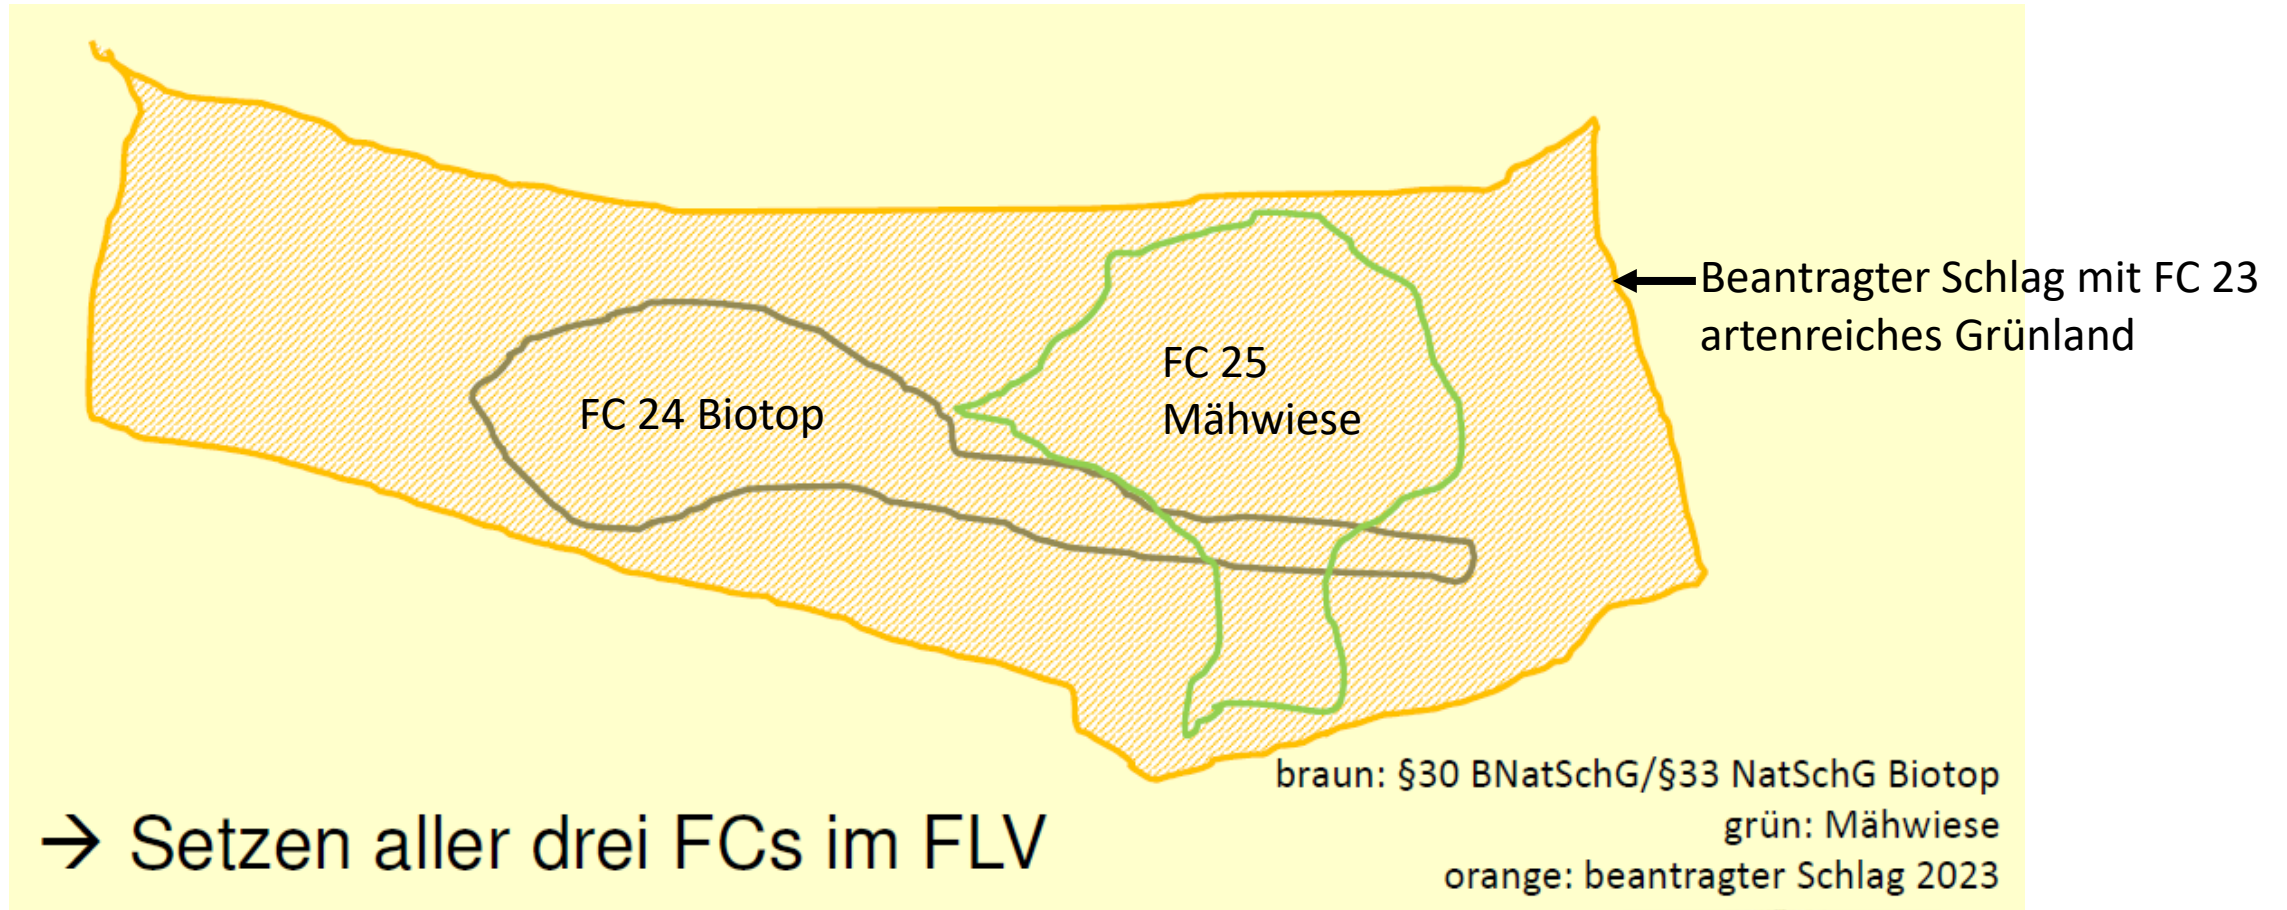 Beantragter Schlag mit FC 23
artenreiches Grünland
FC 25
Mähwiese
FC 24 Biotop
braun: §30 BNatSchG/§33 NatSchG Biotop
grün: Mähwiese
orange: beantragter Schlag 2023
→ Setzen aller drei FCs im FLV